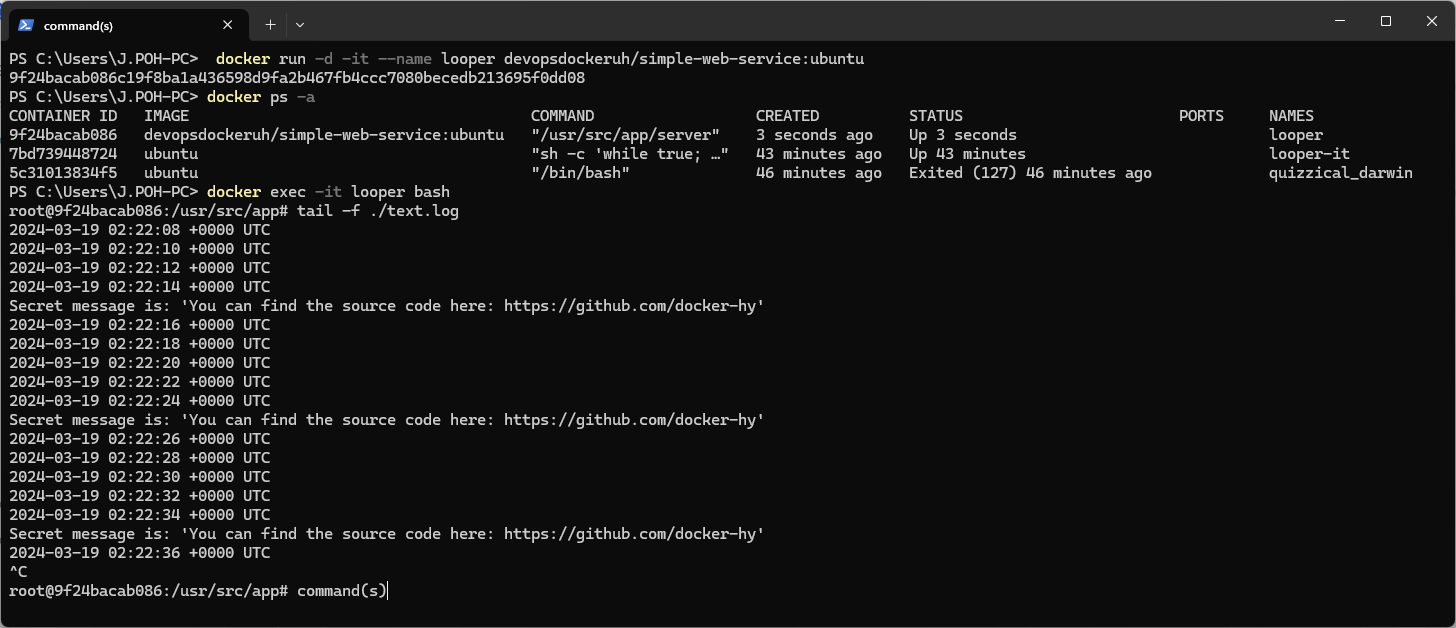 command(s)
PS C:\Users\J.POH-PC>  docker run -d -it --name looper devopsdockeruh/simple-web-service:ubuntu
9f24bacab086c19f8ba1a436598d9fa2b467fb4ccc7080becedb213695f0dd08
PS C:\Users\J.POH-PC> docker ps -a
CONTAINER ID   IMAGE                                      COMMAND                  CREATED          STATUS                        PORTS     NAMES
9f24bacab086   devopsdockeruh/simple-web-service:ubuntu   "/usr/src/app/server"    3 seconds ago    Up 3 seconds                            looper
7bd739448724   ubuntu                                     "sh -c 'while true; …"   43 minutes ago   Up 43 minutes                           looper-it
5c31013834f5   ubuntu                                     "/bin/bash"              46 minutes ago   Exited (127) 46 minutes ago             quizzical_darwin
PS C:\Users\J.POH-PC> docker exec -it looper bash
root@9f24bacab086:/usr/src/app# tail -f ./text.log
2024-03-19 02:22:08 +0000 UTC
2024-03-19 02:22:10 +0000 UTC
2024-03-19 02:22:12 +0000 UTC
2024-03-19 02:22:14 +0000 UTC
Secret message is: 'You can find the source code here: https://github.com/docker-hy'
2024-03-19 02:22:16 +0000 UTC
2024-03-19 02:22:18 +0000 UTC
2024-03-19 02:22:20 +0000 UTC
2024-03-19 02:22:22 +0000 UTC
2024-03-19 02:22:24 +0000 UTC
Secret message is: 'You can find the source code here: https://github.com/docker-hy'
2024-03-19 02:22:26 +0000 UTC
2024-03-19 02:22:28 +0000 UTC
2024-03-19 02:22:30 +0000 UTC
2024-03-19 02:22:32 +0000 UTC
2024-03-19 02:22:34 +0000 UTC
Secret message is: 'You can find the source code here: https://github.com/docker-hy'
2024-03-19 02:22:36 +0000 UTC
^C
root@9f24bacab086:/usr/src/app# command(s)